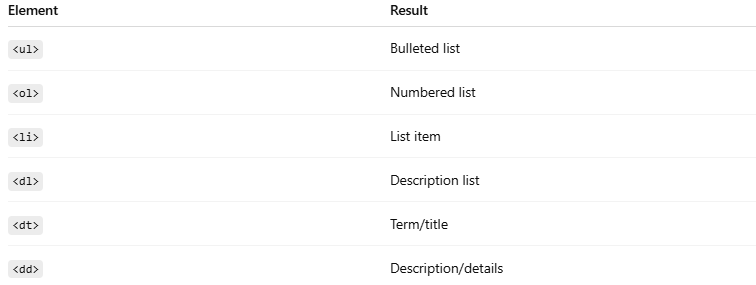 Element Result
<ul> Bulleted list
<ol> Numbered list
<li> List item
<dl> Description list
<dt> Term/title
<dd> Description/details